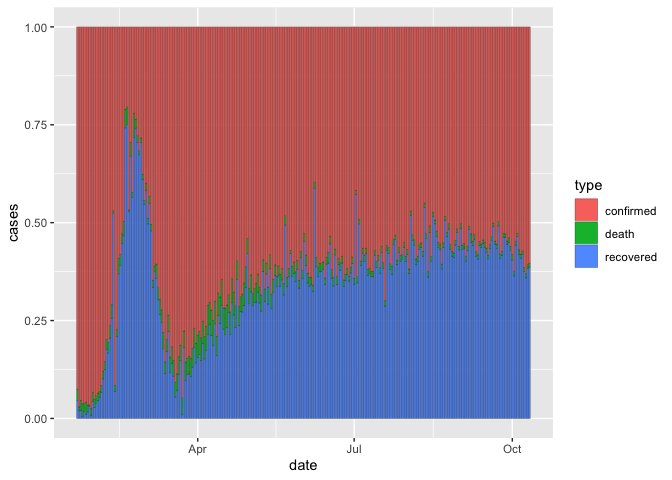 1.00
0.75
0.50
0.25
0.00
cases
Apr
Jul
Oct
date
type
confirmed
death
recovered